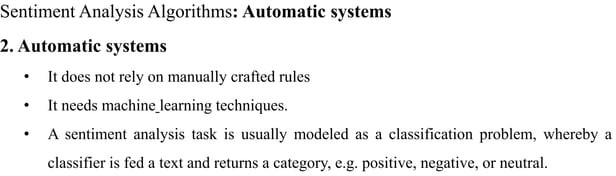 Sentiment Analysis Algorithms: Automatic systems
2. Automatic systems
• It does not rely on manually crafted rules
• It needs machine learning techniques.
• A sentiment analysis task is usually modeled as a classification problem, whereby a
classifier is fed a text and returns a category, e.g. positive, negative, or neutral.